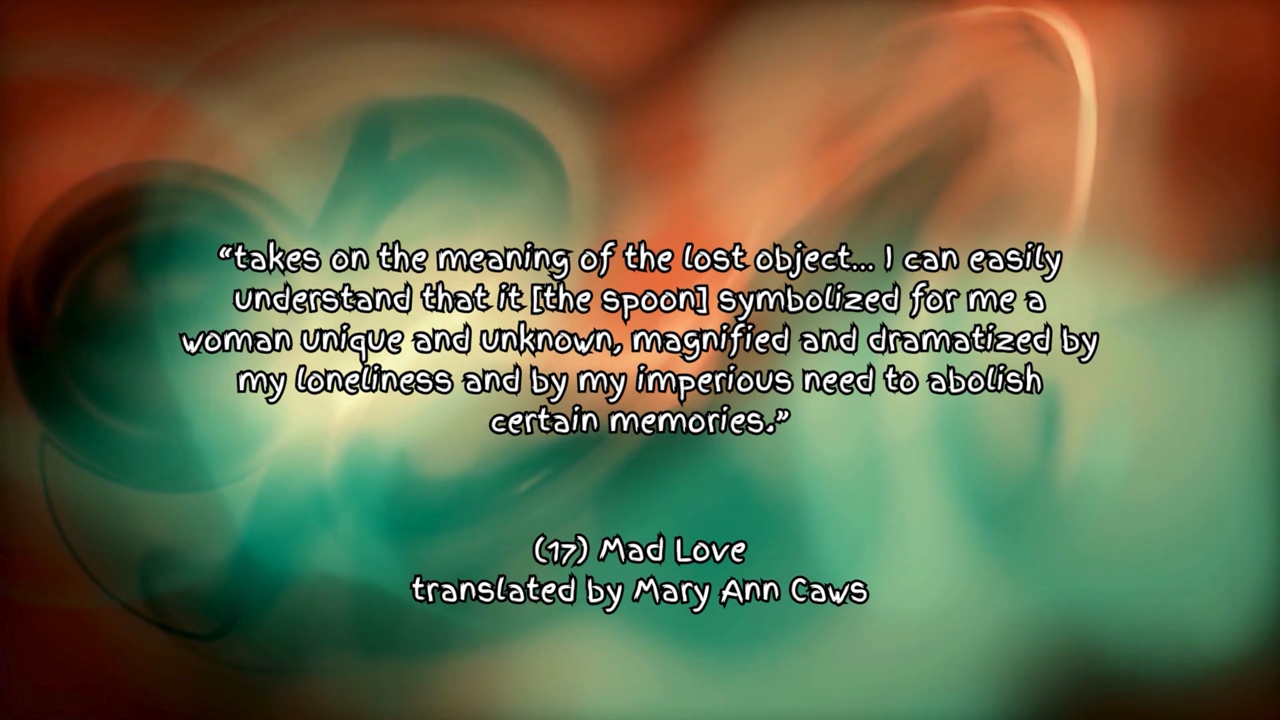 “takes on the meaning of the lost object... I can easily
understand that it [the spoon] symbolized for me a
woman unique and unknown, magnified and dramatized by
my loneliness and by my imperious need to abolish
certain memories.”
(17) Mad Love
translated by Mary Ann Caws